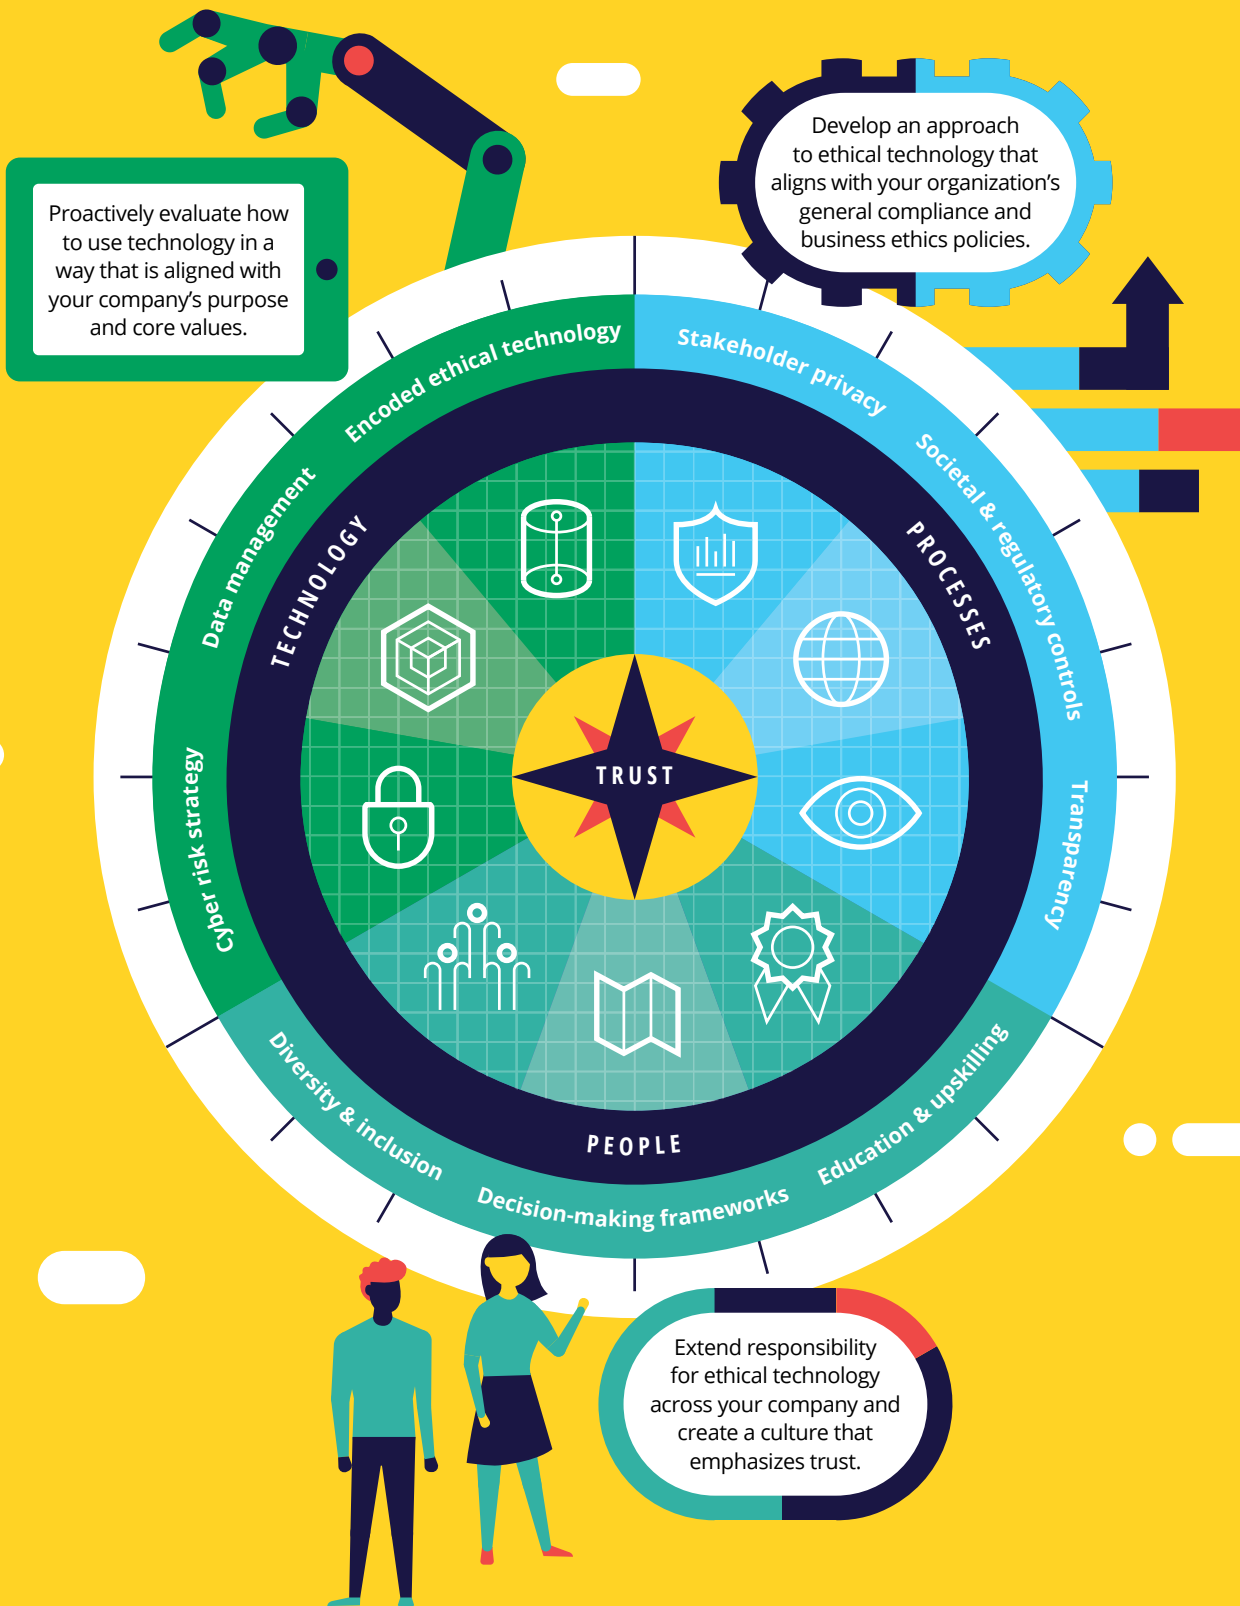 Proactively evaluate how
to use technology in a
way that is aligned with
your company’s purpose
and core values.
Develop an approach
to ethical technology that
aligns with your organization’s
general compliance and
business ethics policies.
Encoded ethical technology
Stakeholder privacy
Data management
Societal & regulatory controls
TECHNOLOGY
PROCESSES
Cyber risk strategy
TRUST
Transparency
Diversity & inclusion
PEOPLE
Decision-making frameworks
Education & upskilling
Extend responsibility
for ethical technology
across your company and
create a culture that
emphasizes trust.